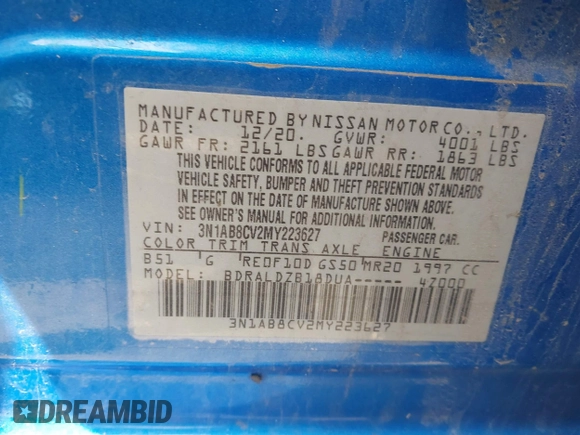 MANUFACTURED BY NISSAN MOTOR CO., LTD.
DATE: 12/20. GVWR: 4001 LBS
GAWR FR: 2161 LBS GAWR RR: 1863 LBS
THIS VEHICLE CONFORMS TO ALL APPLICABLE FEDERAL MOTOR
VEHICLE SAFETY, BUMPER AND THEFT PREVENTION STANDARDS
IN EFFECT ON THE DATE OF MANUFACTURE SHOWN ABOVE.
SEE OWNER'S MANUAL FOR ADDITIONAL INFORMATION.
VIN: 3N1AB8CV2MY223627 PASSENGER CAR.
COLOR TRIM TRANS AXLE ENGINE
B51 G RE0F10D GS50 MR20 1997 CC
MODEL: BDRALDZB18DUA----- 47000
3N1AB8CV2MY223627
DREAMBID